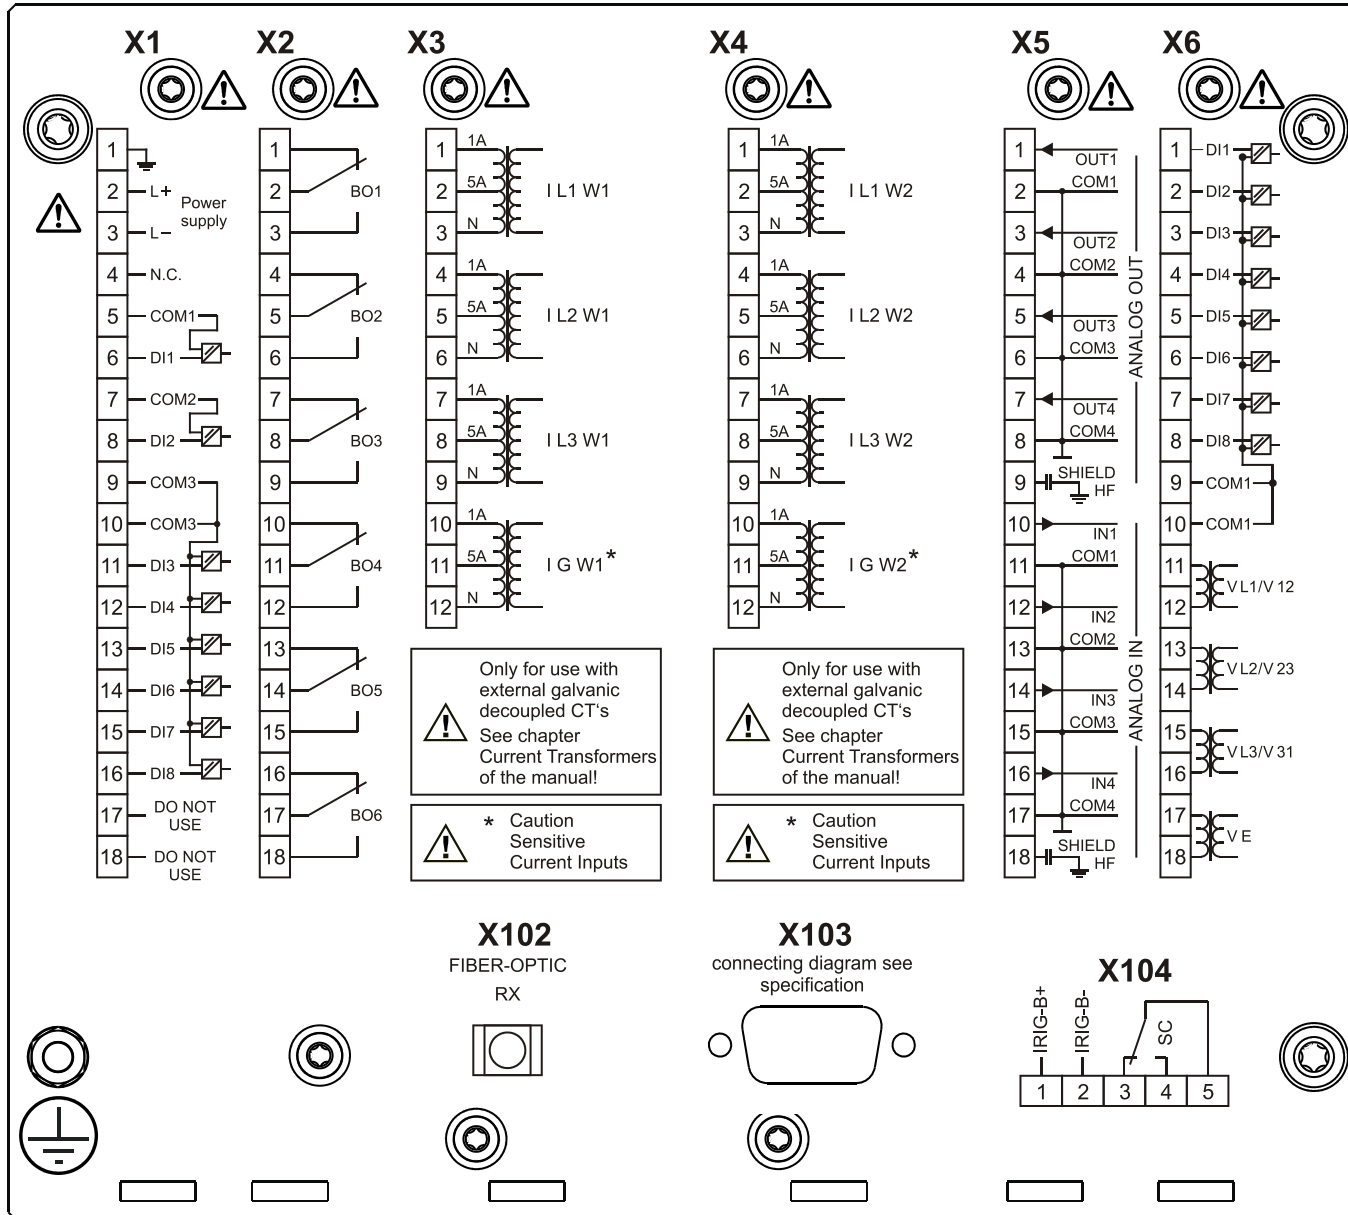 X1
X2
X3
X4
X5
X6
1
2 L+
3 L–
Power
supply
4 N.C.
5 COM1
6 DI1
7 COM2
8 DI2
9 COM3
10 COM3
11 DI3
12 DI4
13 DI5
14 DI6
15 DI7
16 DI8
17 DO NOT
USE
18 DO NOT
USE
1
2 BO1
3
4
5 BO2
6
7
8 BO3
9
10
11 BO4
12
13
14 BO5
15
16
17 BO6
18
1 1A
2 5A I L1 W1
3 N
4 1A
5 5A I L2 W1
6 N
7 1A
8 5A I L3 W1
9 N
10 1A
11 5A I G W1*
12 N
Only for use with
external galvanic
decoupled CT‘s
See chapter
Current Transformers
of the manual!
* Caution
Sensitive
Current Inputs
1 1A
2 5A I L1 W2
3 N
4 1A
5 5A I L2 W2
6 N
7 1A
8 5A I L3 W2
9 N
10 1A
11 5A I G W2*
12 N
Only for use with
external galvanic
decoupled CT‘s
See chapter
Current Transformers
of the manual!
* Caution
Sensitive
Current Inputs
1 OUT1
2 COM1
3 OUT2
4 COM2
5 OUT3
6 COM3
7 OUT4
8 COM4
9 SHIELD
HF
ANALOG OUT
10 IN1
11 COM1
12 IN2
13 COM2
14 IN3
15 COM3
16 IN4
17 COM4
18 SHIELD
HF
ANALOG IN
1 DI1
2 DI2
3 DI3
4 DI4
5 DI5
6 DI6
7 DI7
8 DI8
9 COM1
10 COM1
11
12
V L1/V 12
13
14
V L2/V 23
15
16
V L3/V 31
17
18
V E
X102
FIBER-OPTIC
RX
X103
connecting diagram see
specification
X104
IRIG-B+
IRIG-B-
SC
1 2 3 4 5